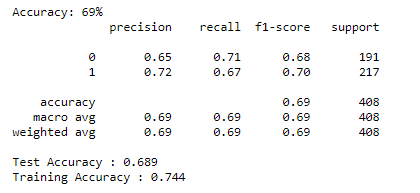 Accuracy: 69%
precision recall f1-score support
0 0.65 0.71 0.68 191
1 0.72 0.67 0.70 217
accuracy 0.69 408
macro avg 0.69 0.69 0.69 408
weighted avg 0.69 0.69 0.69 408
Test Accuracy : 0.689
Training Accuracy : 0.744